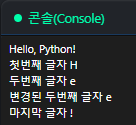 콘솔(Console)
Hello, Python!
첫번째 글자 H
두번째 글자 e
변경된 두번째 글자 e
마지막 글자 !